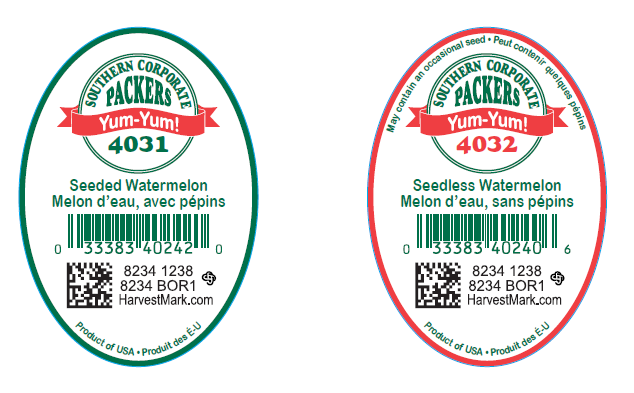 SOUTHERN CORPORATE
PACKERS
Yum-Yum!
4031
Seeded Watermelon
Melon d'eau, avec pépins
0 33383 40242 0
8234 1238
8234 BOR1
HarvestMark.com
Product of USA • Produit des É-U
May contain an occasional seed • Peut contenir quelques pépins
SOUTHERN CORPORATE
PACKERS
Yum-Yum!
4032
Seedless Watermelon
Melon d'eau, sans pépins
0 33383 40240 6
8234 1238
8234 BOR1
HarvestMark.com
Product of USA • Produit des É-U